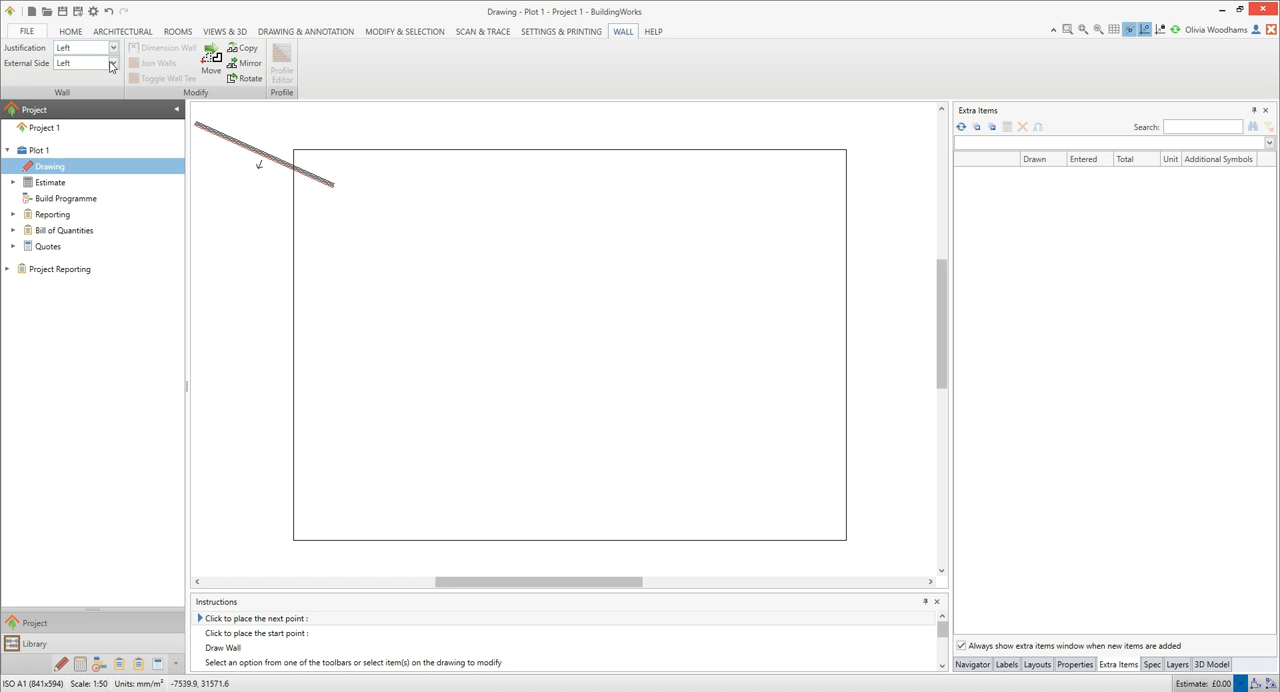 Drawing - Plot 1 - Project 1 - BuildingWorks
FILE HOME ARCHITECTURAL ROOMS VIEWS & 3D DRAWING & ANNOTATION MODIFY & SELECTION SCAN & TRACE SETTINGS & PRINTING WALL HELP Olivia Woodhams
Justification Left
External Side Left
Wall
Dimension Wall
Join Walls
Toggle Wall Tee
Move
Copy
Mirror
Rotate
Modify
Profile
Editor
Profile
Project
Project 1
Plot 1
Drawing
Estimate
Build Programme
Reporting
Bill of Quantities
Quotes
Project Reporting
Project
Library
Instructions
Click to place the next point :
Click to place the start point :
Draw Wall
Select an option from one of the toolbars or select item(s) on the drawing to modify
Extra Items
Search:
Drawn Entered Total Unit Additional Symbols
Always show extra items window when new items are added
Navigator Labels Layouts Properties Extra Items Spec Layers 3D Model
ISO A1 (841x594) Scale: 1:50 Units: mm/m² -7539.9, 31571.6 Estimate: £0.00